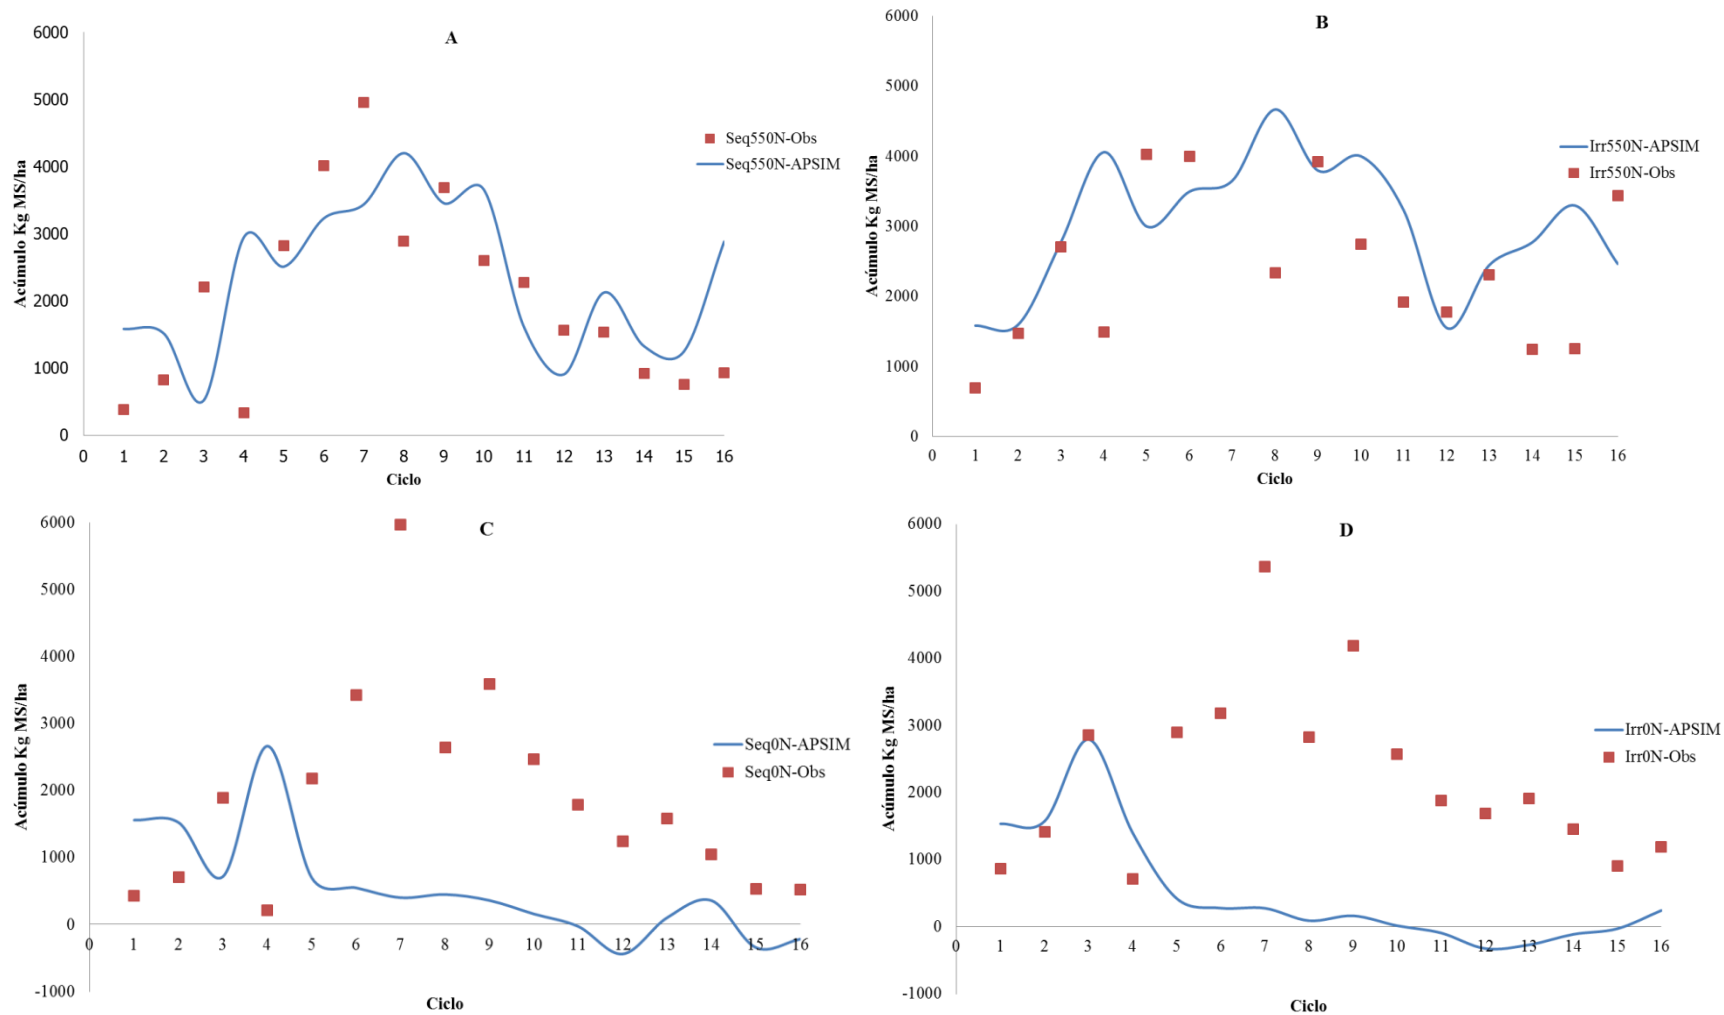 A
Acúmulo Kg MS/ha
6000
5000
4000
3000
2000
1000
0
Seq550N-Obs
Seq550N-APSIM
0 1 2 3 4 5 6 7 8 9 10 11 12 13 14 15 16
Ciclo
B
Acúmulo Kg MS/ha
6000
5000
4000
3000
2000
1000
0
Irr550N-APSIM
Irr550N-Obs
0 1 2 3 4 5 6 7 8 9 10 11 12 13 14 15 16
Ciclo
C
Acúmulo Kg MS/ha
6000
5000
4000
3000
2000
1000
0
-1000
Seq0N-APSIM
Seq0N-Obs
0 1 2 3 4 5 6 7 8 9 10 11 12 13 14 15 16
Ciclo
D
Acúmulo Kg MS/ha
6000
5000
4000
3000
2000
1000
0
-1000
Irr0N-APSIM
Irr0N-Obs
0 1 2 3 4 5 6 7 8 9 10 11 12 13 14 15 16
Ciclo